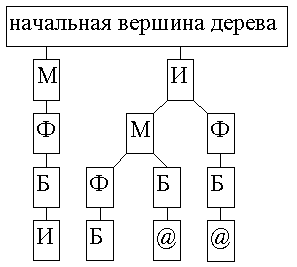 начальная вершина дерева
М И
Ф М Ф
Б Ф Б Б
И Б @ @